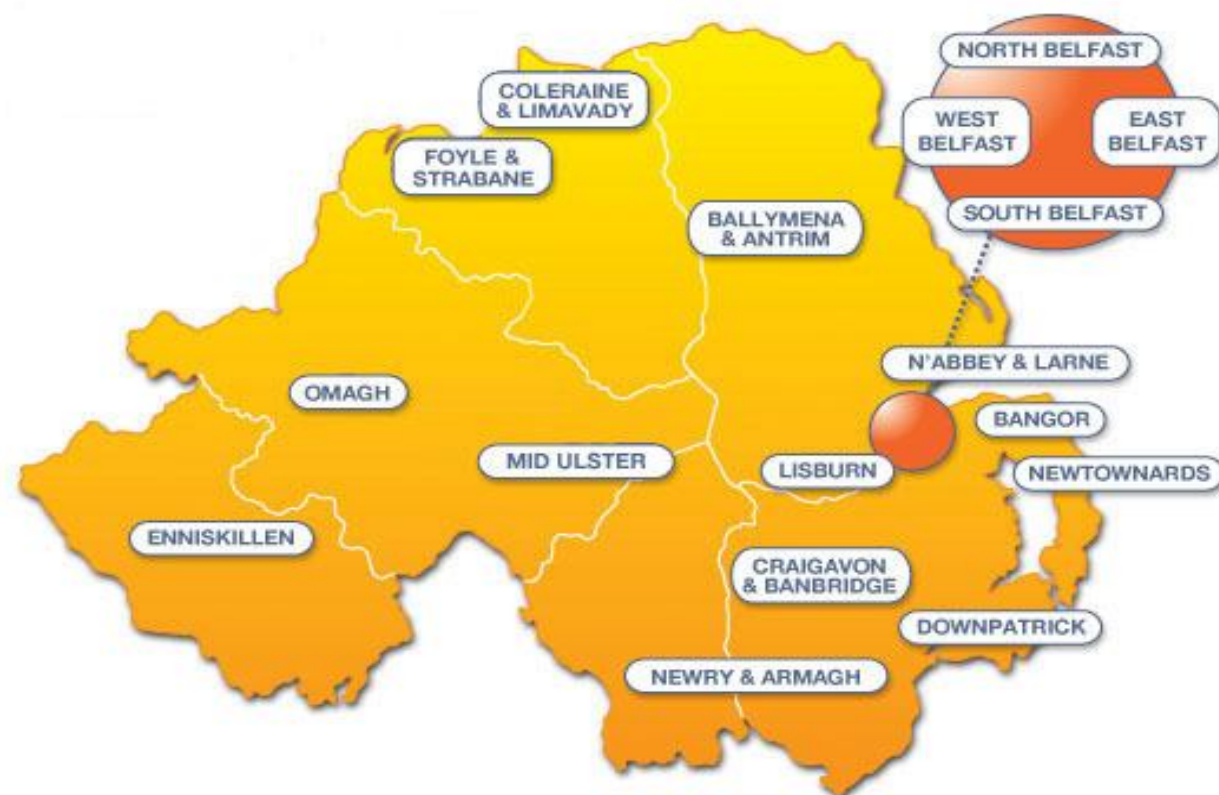 NORTH BELFAST
COLERAINE
& LIMAVADY
WEST
BELFAST
EAST
BELFAST
FOYLE &
STRABANE
SOUTH BELFAST
BALLYMENA
& ANTRIM
N'ABBEY & LARNE
OMAGH
BANGOR
MID ULSTER
LISBURN
NEWTOWNARDS
ENNISKILLEN
CRAIGAVON
& BANBRIDGE
DOWNPATRICK
NEWRY & ARMAGH